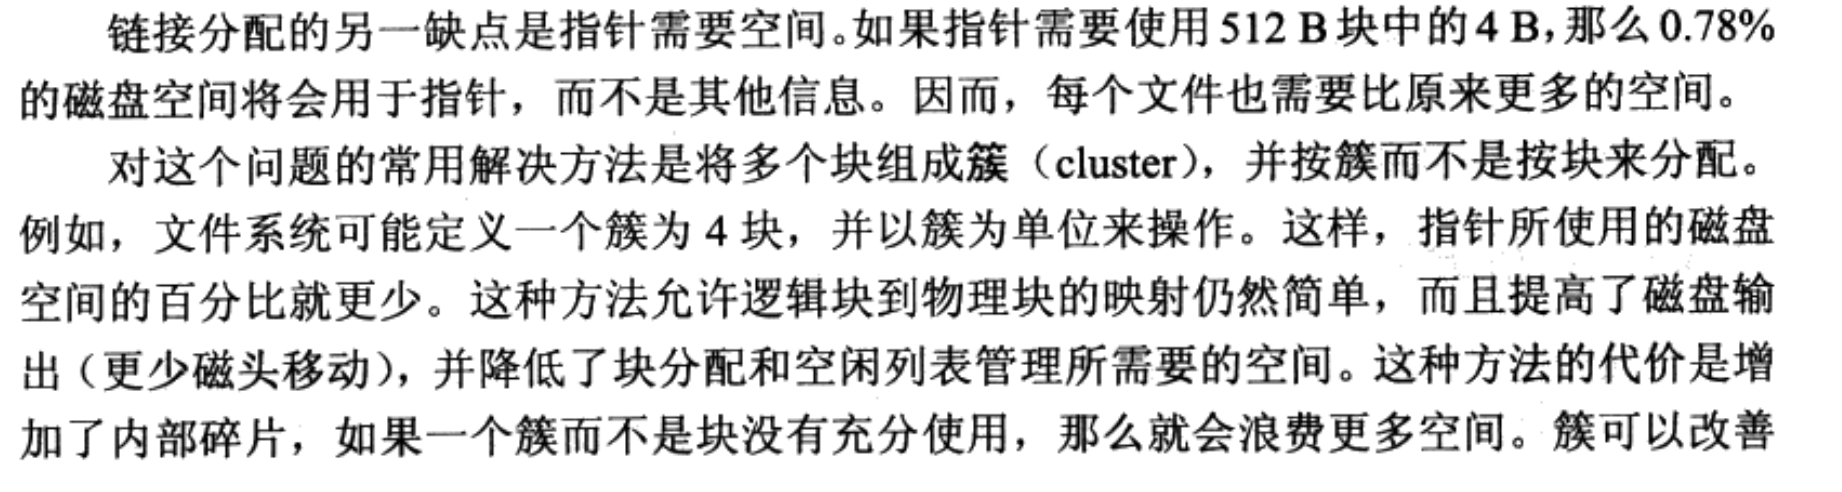 链接分配的另一缺点是指针需要空间。如果指针需要使用 512 B 块中的 4 B，那么 0.78%
的磁盘空间将会用于指针，而不是其他信息。因而，每个文件也需要比原来更多的空间。
对这个问题的常用解决方法是将多个块组成簇（cluster），并按簇而不是按块来分配。
例如，文件系统可能定义一个簇为 4 块，并以簇为单位来操作。这样，指针所使用的磁盘
空间的百分比就更少。这种方法允许逻辑块到物理块的映射仍然简单，而且提高了磁盘输
出（更少磁头移动），并降低了块分配和空闲列表管理所需要的空间。这种方法的代价是增
加了内部碎片，如果一个簇而不是块没有充分使用，那么就会浪费更多空间。簇可以改善